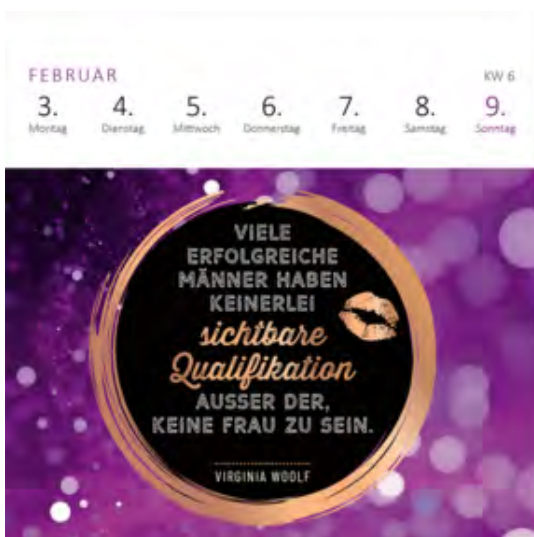 FEBRUAR
KW 6
3. 4. 5. 6. 7. 8. 9.
Montag Dienstag Mittwoch Donnerstag Freitag Samstag Sonntag
VIELE
ERFOLGREICHE
MÄNNER HABEN
KEINERLEI
sichtbare
Qualifikation
AUSSER DER,
KEINE FRAU ZU SEIN.
VIRGINIA WOOLF